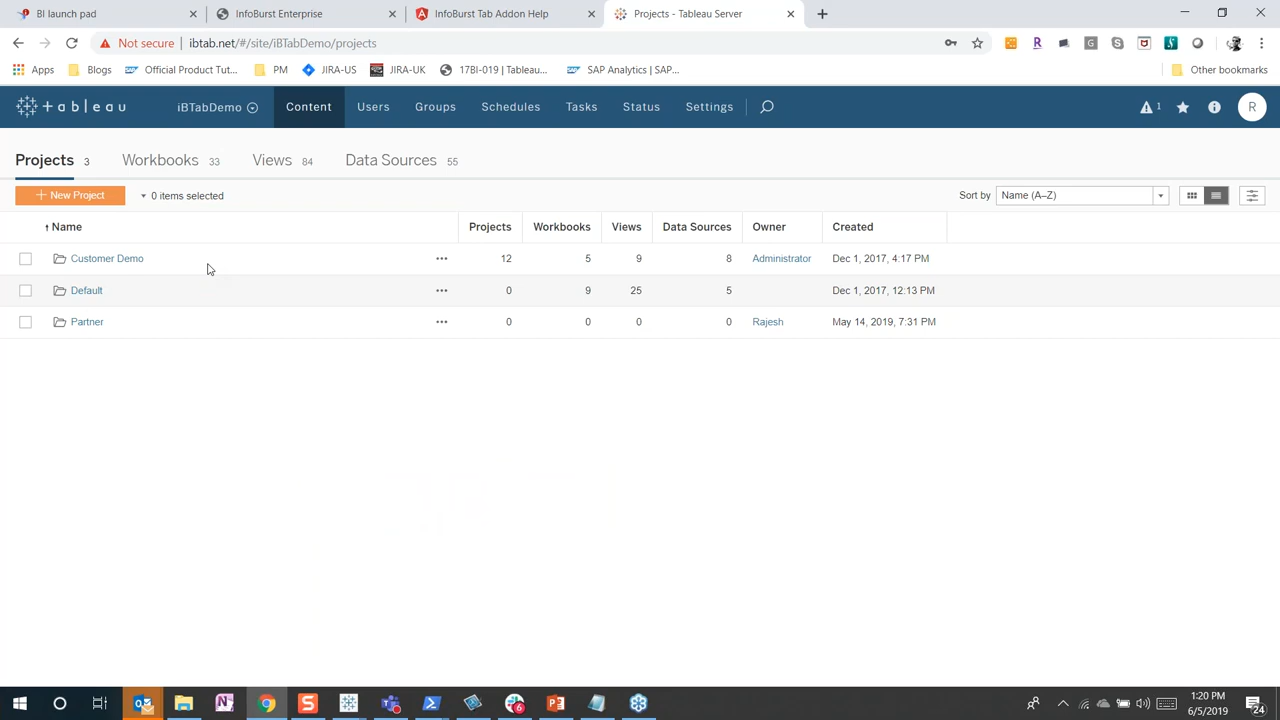 BI launch pad
InfoBurst Enterprise
InfoBurst Tab Addon Help
Projects - Tableau Server
Not secure | ibtab.net/#/site/iBTabDemo/projects
Apps
Blogs
Official Product Tut...
PM
JIRA-US
JIRA-UK
17BI-019 | Tableau...
SAP Analytics | SAP...
Other bookmarks
+ableau
iBTabDemo
Content
Users
Groups
Schedules
Tasks
Status
Settings
1
R
Projects 3
Workbooks 33
Views 84
Data Sources 55
+ New Project
0 items selected
Sort by
Name (A–Z)
Name Projects Workbooks Views Data Sources Owner Created
Customer Demo ••• 12 5 9 8 Administrator Dec 1, 2017, 4:17 PM
Default ••• 0 9 25 5 Dec 1, 2017, 12:13 PM
Partner ••• 0 0 0 0 Rajesh May 14, 2019, 7:31 PM
1:20 PM
6/5/2019
24